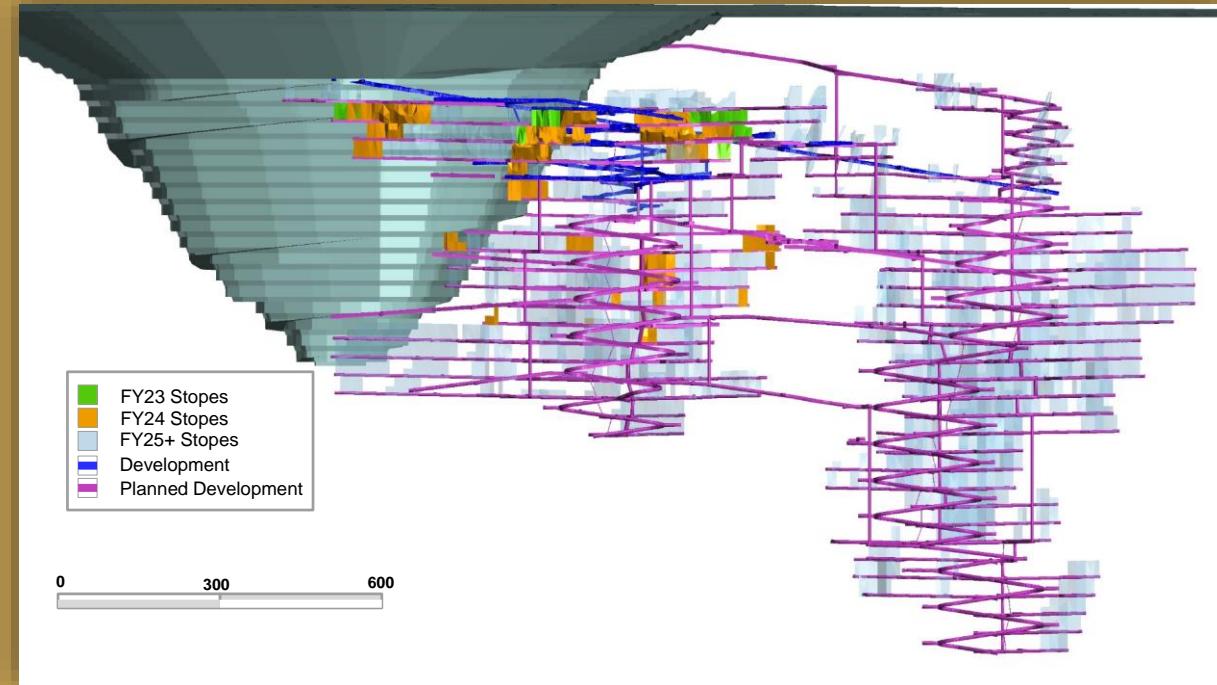 FY23 Stopes
FY24 Stopes
FY25+ Stopes
Development
Planned Development
0 300 600